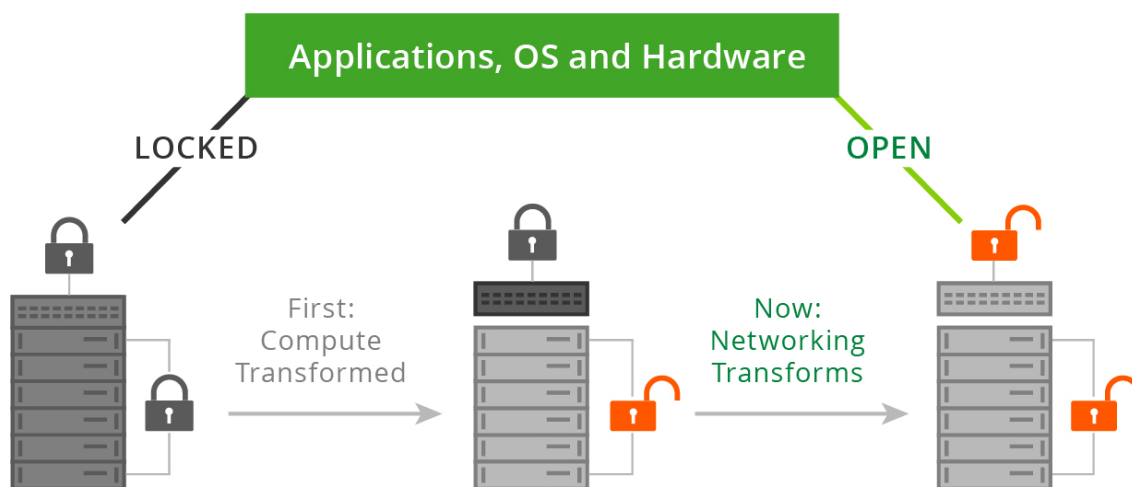 Applications, OS and Hardware
LOCKED
OPEN
First:
Compute
Transformed
Now:
Networking
Transforms